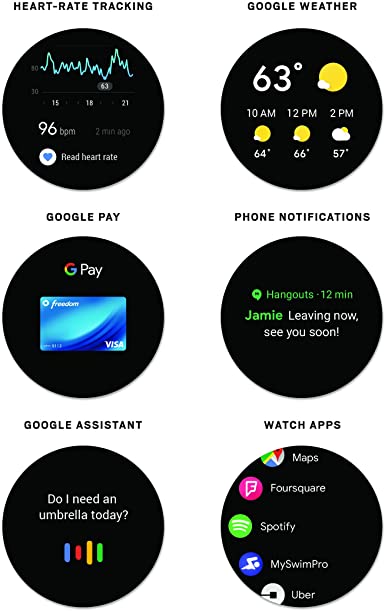 HEART-RATE TRACKING
GOOGLE WEATHER
80
30
63
15 18 21
96 bpm 2 min ago
Read heart rate
63°
10 AM 12 PM 2 PM
64° 66° 57°
GOOGLE PAY
PHONE NOTIFICATIONS
G Pay
freedom
VISA
Hangouts · 12 min
Jamie Leaving now,
see you soon!
GOOGLE ASSISTANT
WATCH APPS
Do I need an
umbrella today?
Maps
Foursquare
Spotify
MySwimPro
Uber